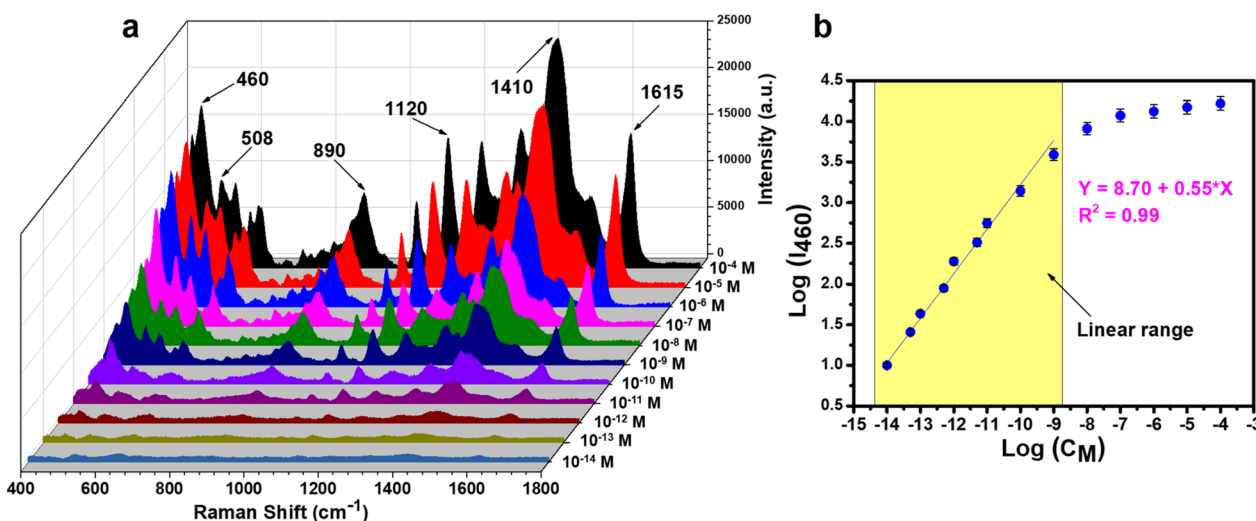 a
460
508
890
1120
1410
1615
25000
20000
15000
10000
5000
0
Intensity (a.u.)
10-4 M
10-5 M
10-6 M
10-7 M
10-8 M
10-9 M
10-10 M
10-11 M
10-12 M
10-13 M
10-14 M
400 600 800 1000 1200 1400 1600 1800
Raman Shift (cm-1)
b
4.5
4.0
3.5
3.0
2.5
2.0
1.5
1.0
0.5
Log (I460)
Y = 8.70 + 0.55*X
R2 = 0.99
Linear range
-15 -14 -13 -12 -11 -10 -9 -8 -7 -6 -5 -4 -3
Log (CM)